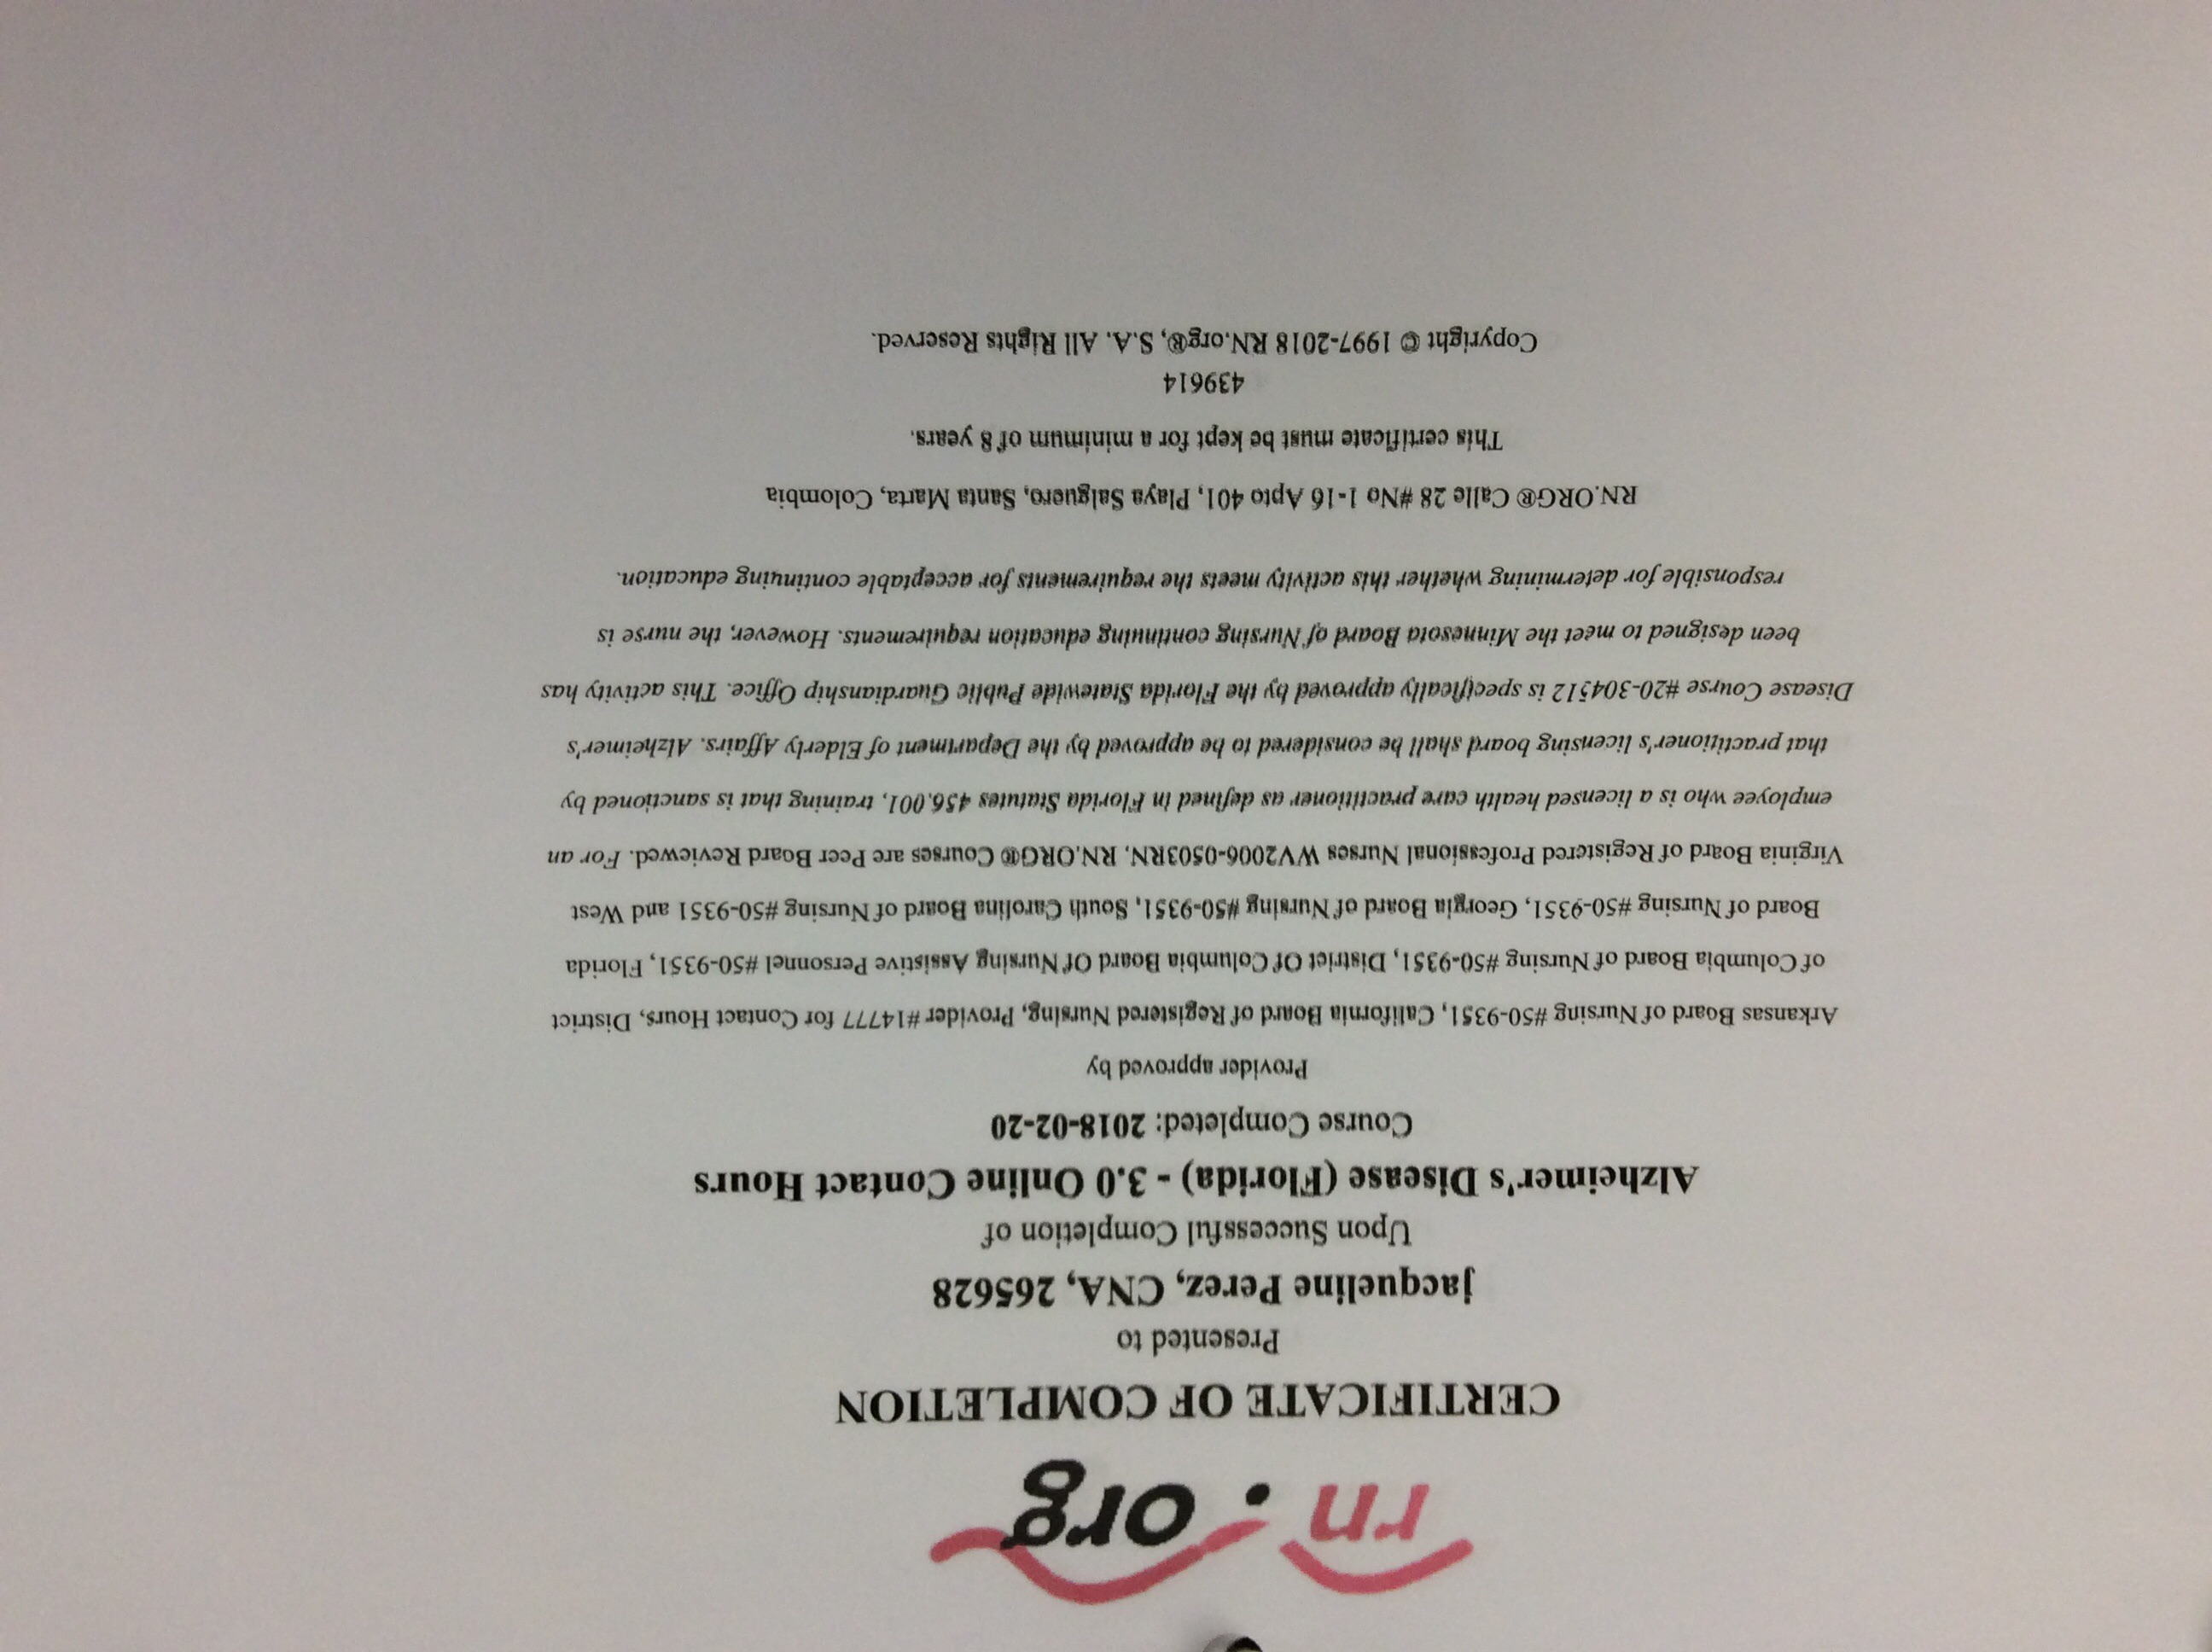 rn.org
CERTIFICATE OF COMPLETION
Presented to
jacqueline Perez, CNA, 265628
Upon Successful Completion of
Alzheimer's Disease (Florida) - 3.0 Online Contact Hours
Course Completed: 2018-02-20
Provider approved by
Arkansas Board of Nursing #50-9351, California Board of Registered Nursing, Provider #14777 for Contact Hours, District
of Columbia Board of Nursing #50-9351, District Of Columbia Board Of Nursing Assistive Personnel #50-9351, Florida
Board of Nursing #50-9351, Georgia Board of Nursing #50-9351, South Carolina Board of Nursing #50-9351 and West
Virginia Board of Registered Professional Nurses WV2006-0503RN. RN.ORG® Courses are Peer Board Reviewed. For an
employee who is a licensed health care practitioner as defined in Florida Statutes 456.001, training that is sanctioned by
that practitioner's licensing board shall be considered to be approved by the Department of Elderly Affairs. Alzheimer's
Disease Course #20-304512 is specifically approved by the Florida Statewide Public Guardianship Office. This activity has
been designed to meet the Minnesota Board of Nursing continuing education requirements. However, the nurse is
responsible for determining whether this activity meets the requirements for acceptable continuing education.
RN.ORG® Calle 28 #No 1-16 Apto 401, Playa Salguero, Santa Marta, Colombia
This certificate must be kept for a minimum of 8 years.
439614
Copyright © 1997-2018 RN.org®, S.A. All Rights Reserved.